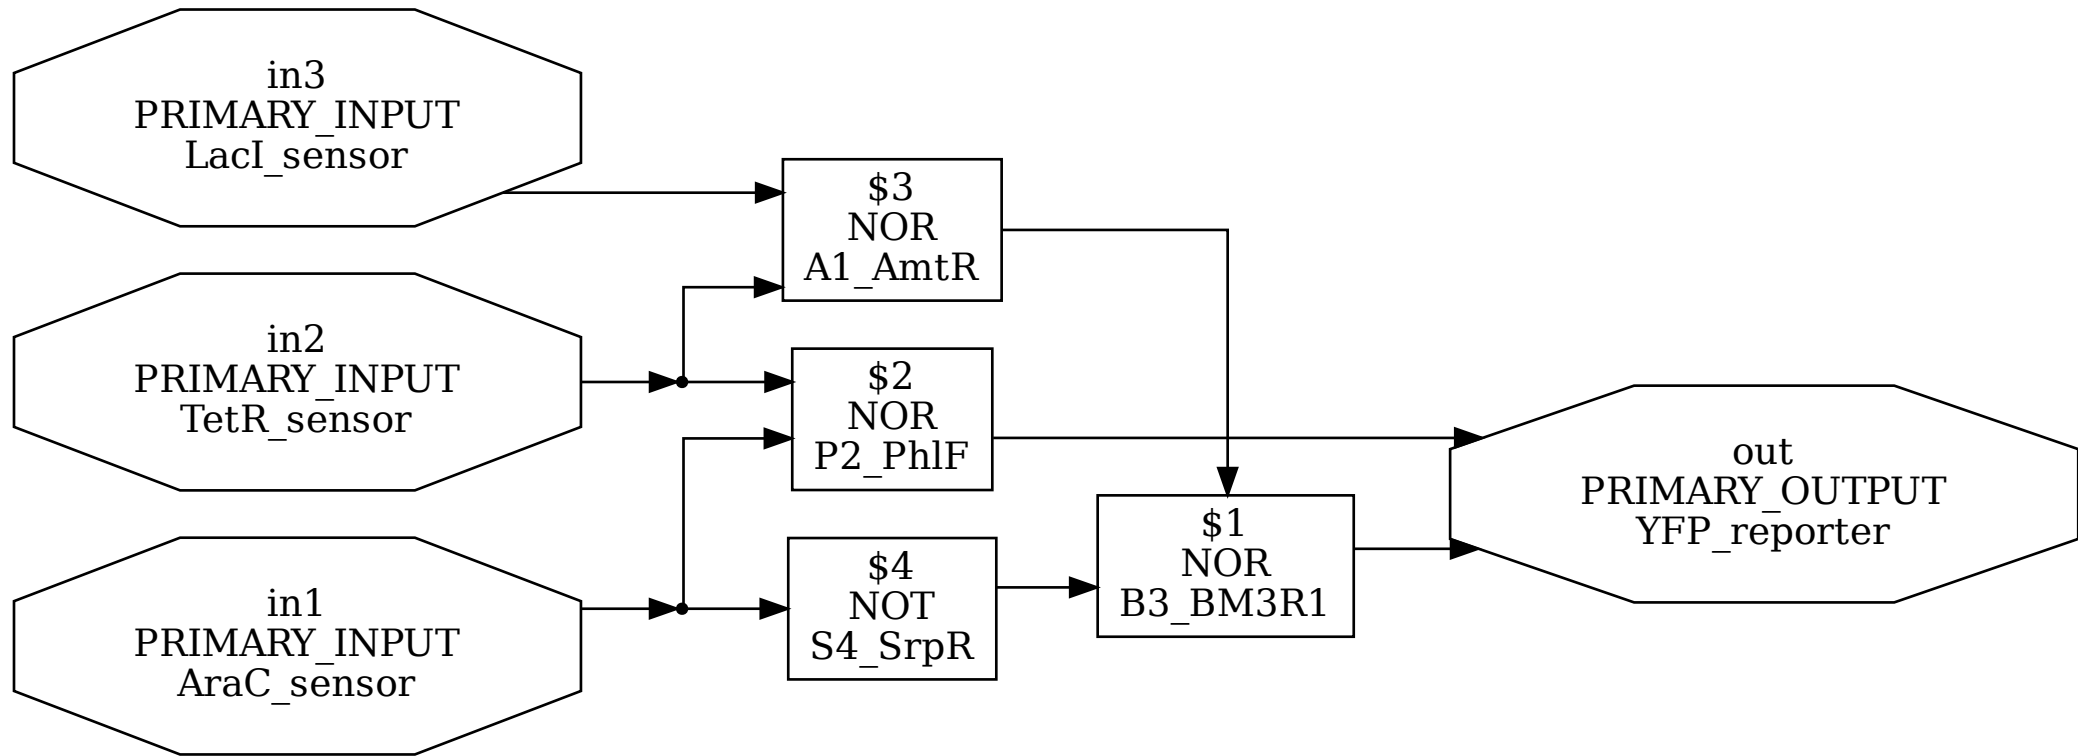 in3
PRIMARY_INPUT
LacI_sensor
$3
NOR
A1_AmtR
in2
PRIMARY_INPUT
TetR_sensor
$2
NOR
P2_PhlF
out
PRIMARY_OUTPUT
YFP_reporter
$1
NOR
B3_BM3R1
$4
NOT
S4_SrpR
in1
PRIMARY_INPUT
AraC_sensor